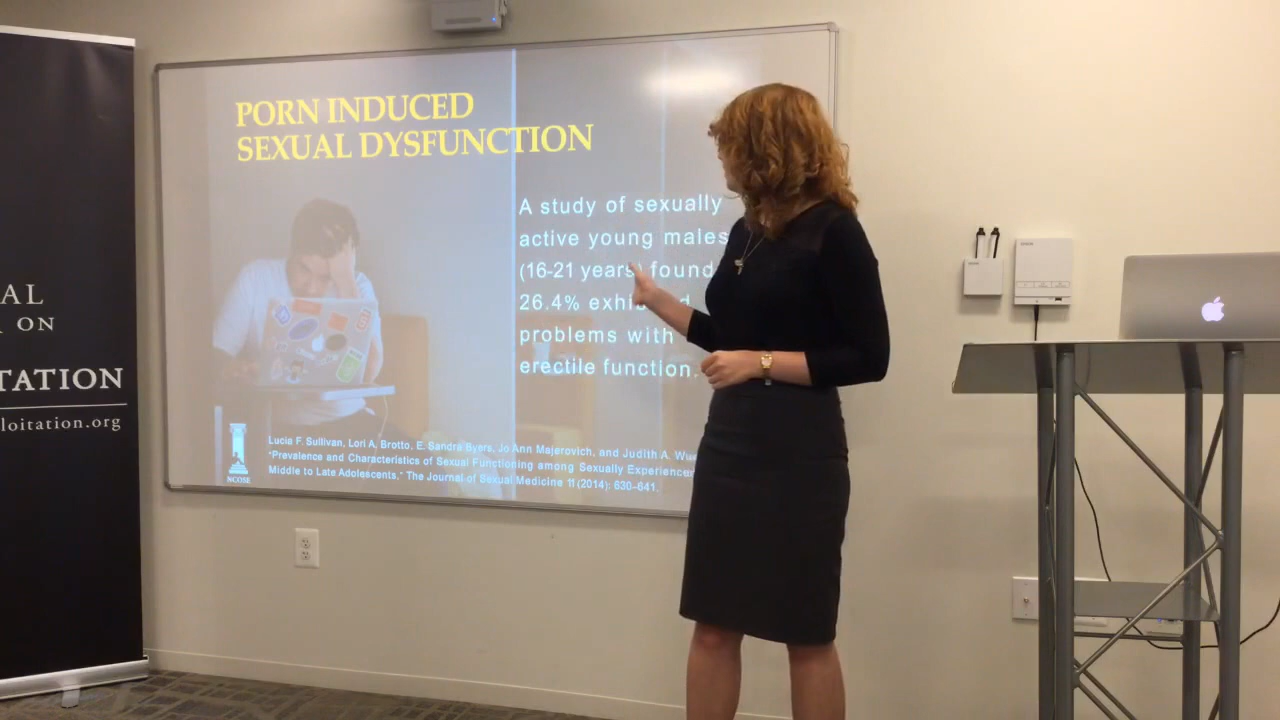 PORN INDUCED
SEXUAL DYSFUNCTION
A study of sexually
active young males
(16-21 years) found
26.4%
problems with
erectile function.
Lucia F. Sullivan, Lori A. Brotto, E. Sandra Byers, Jo Ann Majerovich, and Judith A.
"Prevalence and Characteristics of Sexual Functioning among Sexually
Middle to Late Adolescents," The Journal of Sexual Medicine 11 (2014): 630-641.
NCOSE
AL
ON
TATION
loitation.org